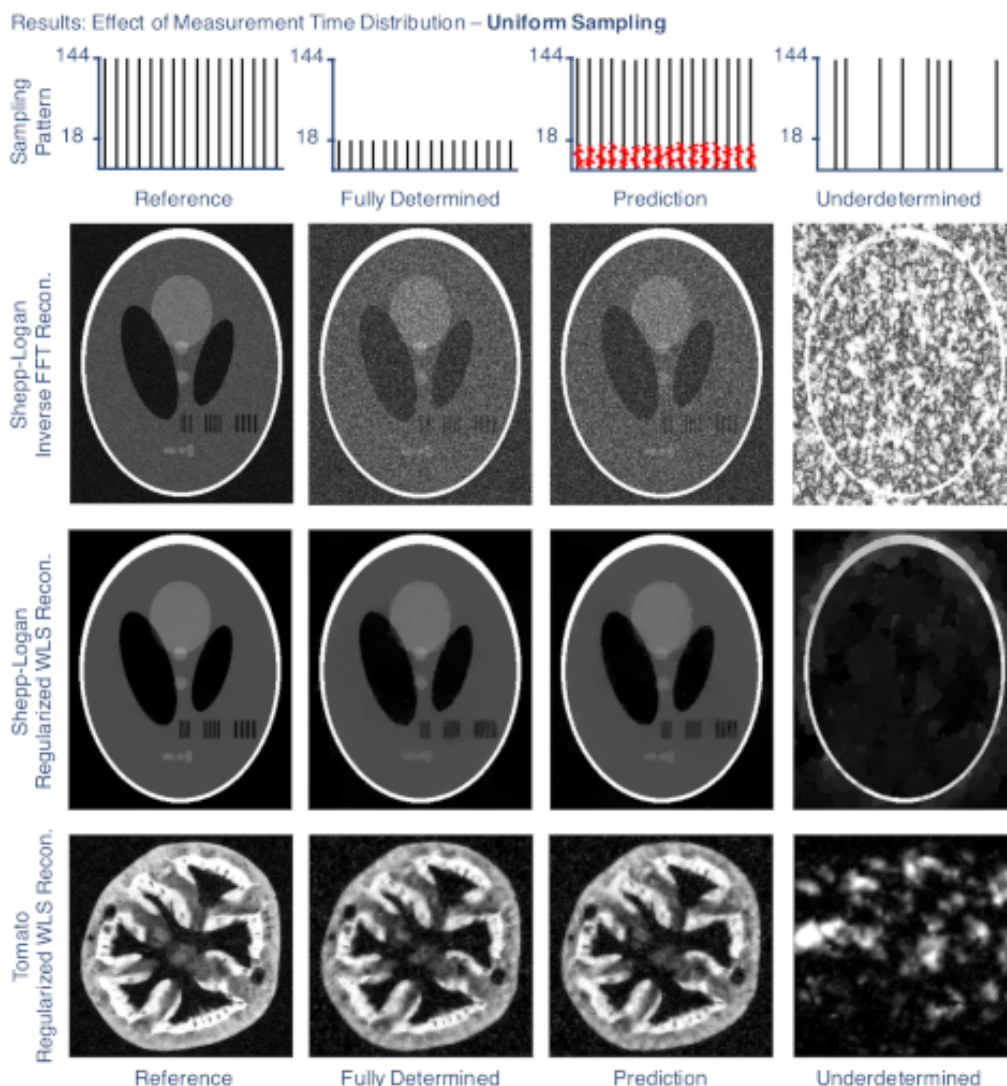 Results: Effect of Measurement Time Distribution – Uniform Sampling
Sampling
Pattern
144
18
144
18
144
18
144
18
Reference
Fully Determined
Prediction
Underdetermined
Shepp-Logan
Inverse FFT Recon.
Shepp-Logan
Regularized WLS Recon.
Tomato
Regularized WLS Recon.
Reference
Fully Determined
Prediction
Underdetermined